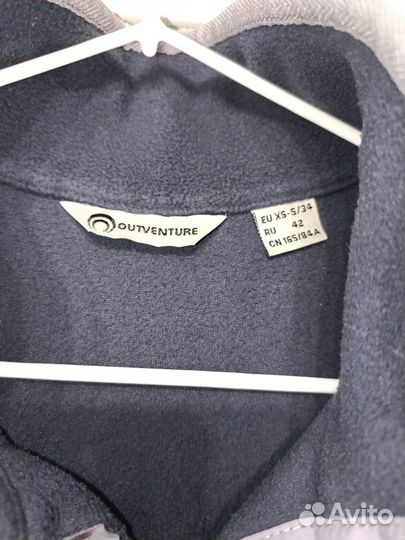 OUTVENTURE
EU XS-S/34
RU 42
CN 165/84A
Avito